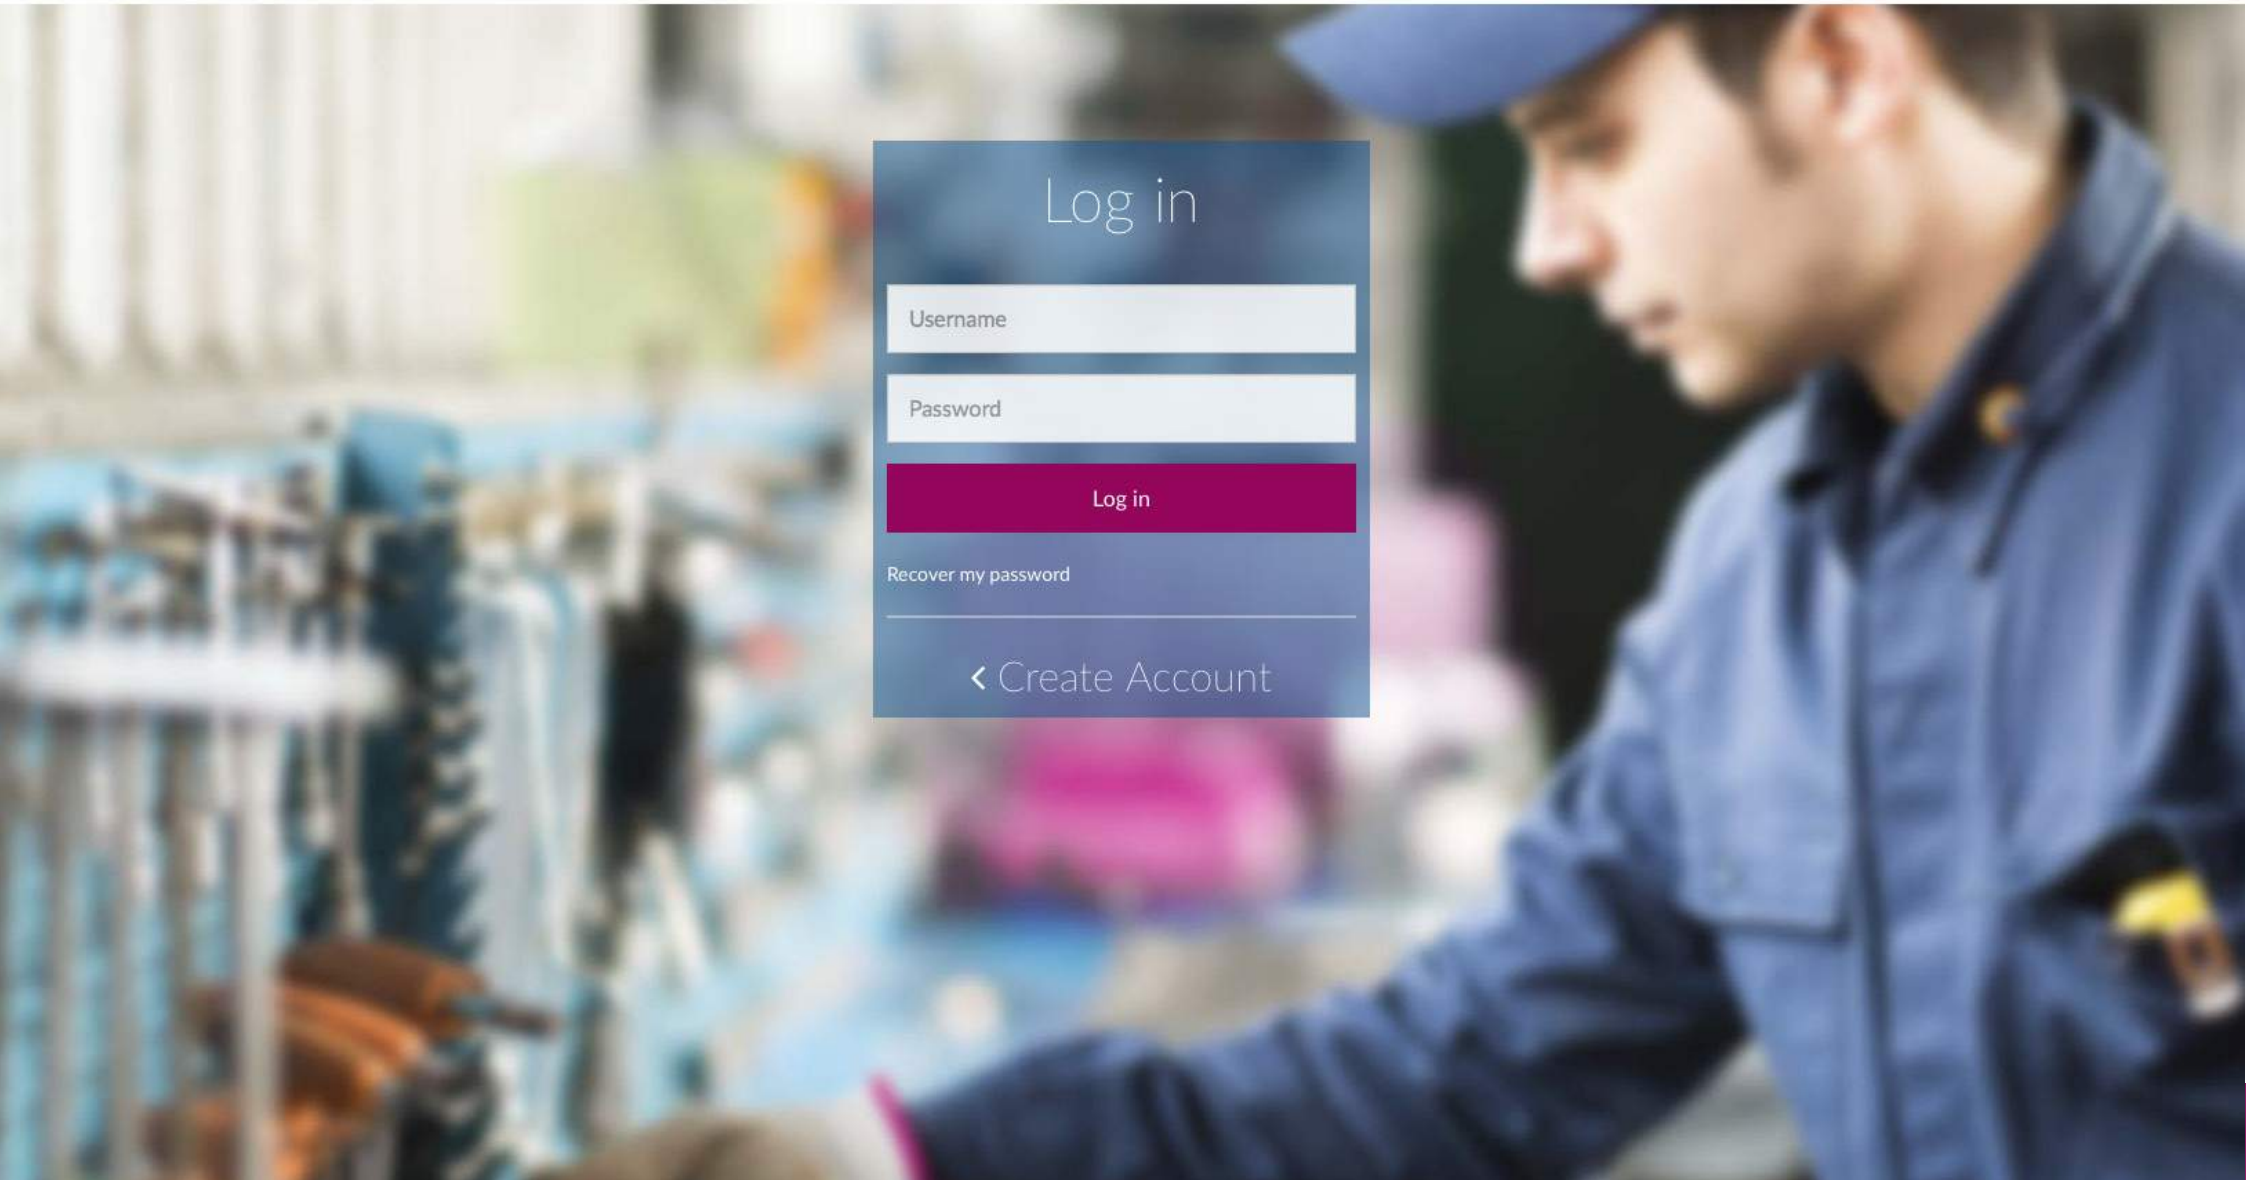 Log in
Username
Password
Log in
Recover my password
< Create Account